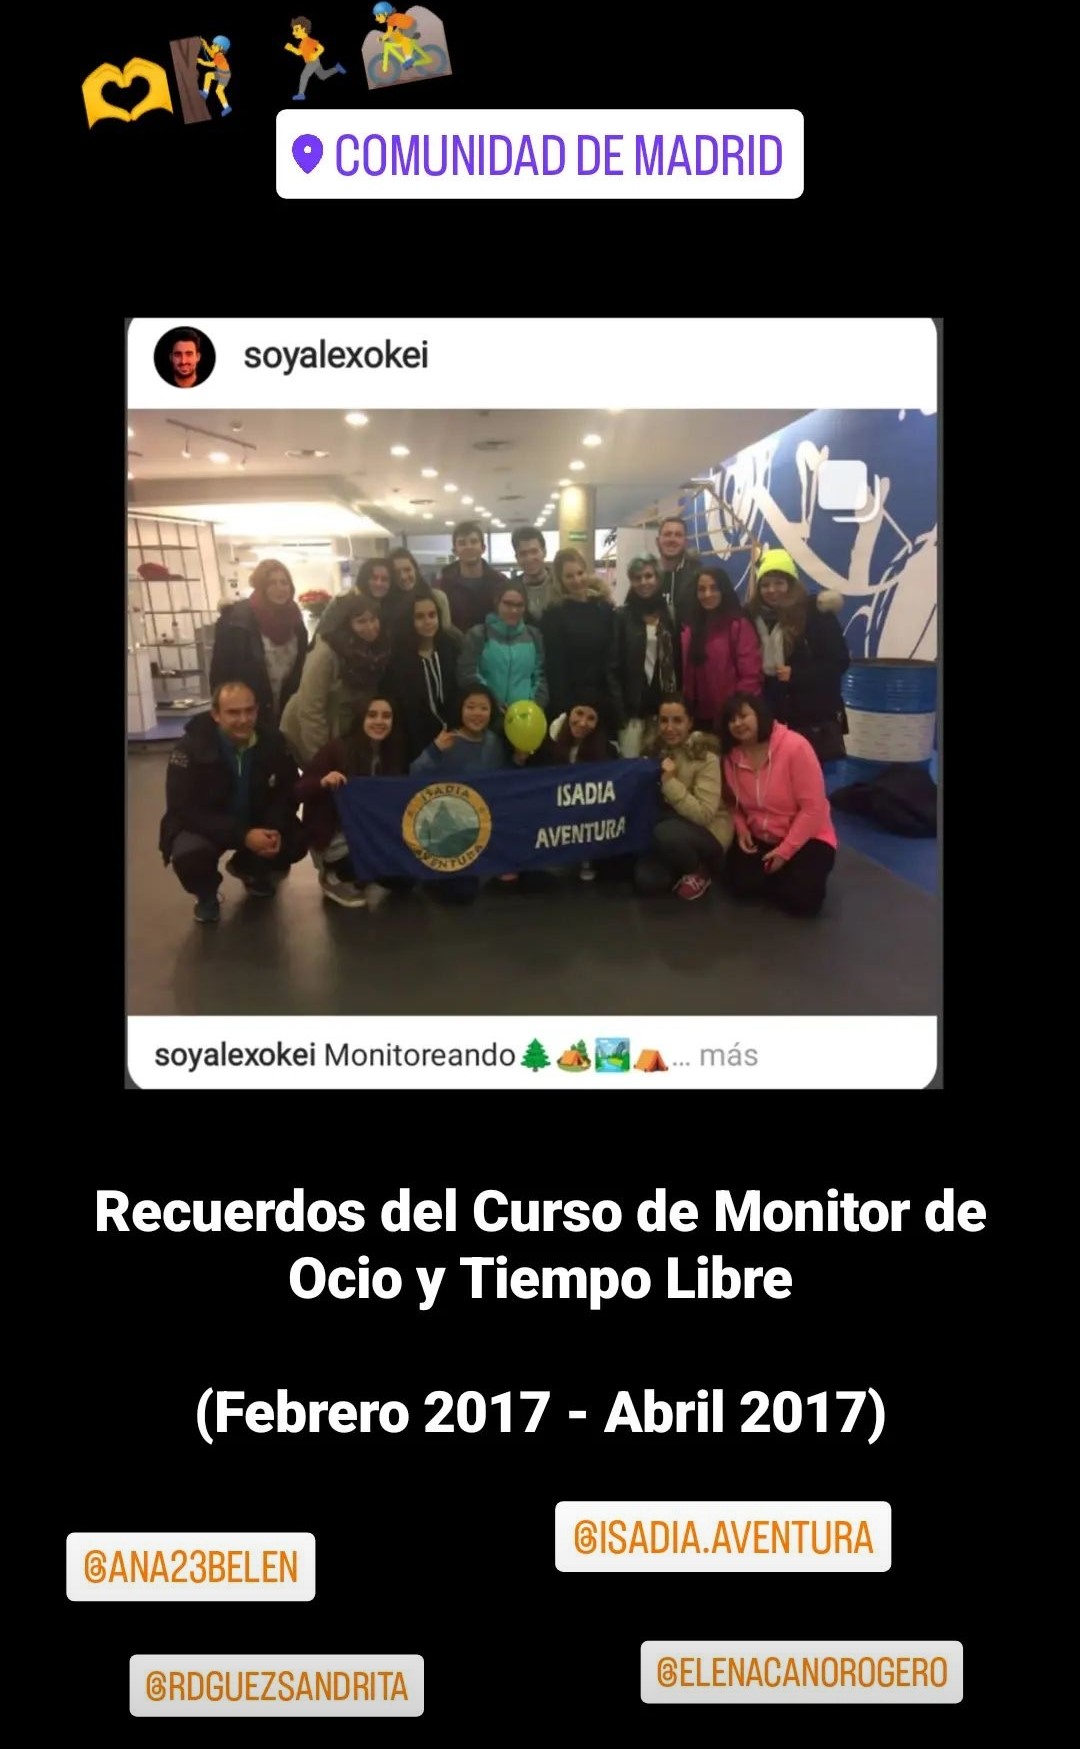 COMUNIDAD DE MADRID
soyalexokei
ISADIA
AVENTURA
ISADIA
AVENTURA
soyalexokei Monitoreando🌲🏕️🏞️⛺... más
Recuerdos del Curso de Monitor de
Ocio y Tiempo Libre
(Febrero 2017 - Abril 2017)
@ISADIA.AVENTURA
@ANA23BELEN
@ELENACANOROGERO
@RDGUEZSANDRITA